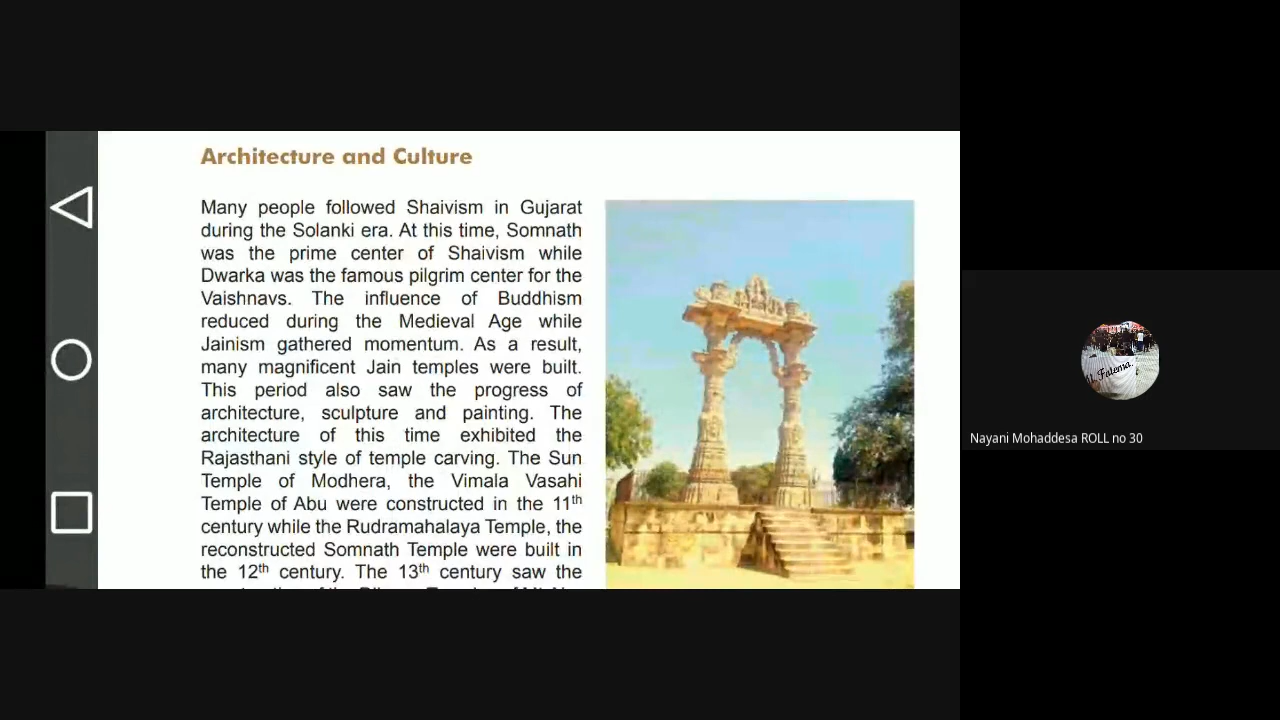 Architecture and Culture
Many people followed Shaivism in Gujarat
during the Solanki era. At this time, Somnath
was the prime center of Shaivism while
Dwarka was the famous pilgrim center for the
Vaishnavs. The influence of Buddhism
reduced during the Medieval Age while
Jainism gathered momentum. As a result,
many magnificent Jain temples were built.
This period also saw the progress of
architecture, sculpture and painting. The
architecture of this time exhibited the
Rajasthani style of temple carving. The Sun
Temple of Modhera, the Vimala Vasahi
Temple of Abu were constructed in the 11th
century while the Rudramahalaya Temple, the
reconstructed Somnath Temple were built in
the 12th century. The 13th century saw the
Fatema
Nayani Mohaddesa ROLL no 30